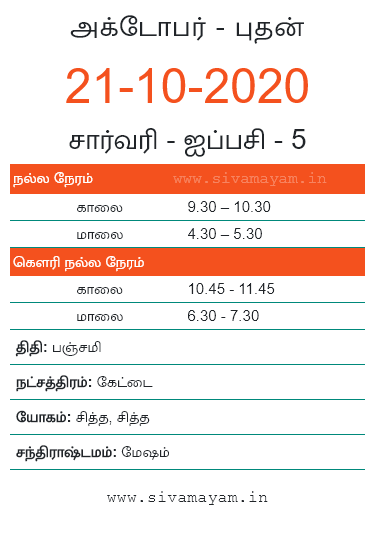 அக்டோபர் - புதன்
21-10-2020
சார்வரி - ஐப்பசி - 5
நல்ல நேரம் www.sivamayam.in
காலை 9.30 – 10.30
மாலை 4.30 – 5.30
கௌரி நல்ல நேரம்
காலை 10.45 - 11.45
மாலை 6.30 - 7.30
திதி: பஞ்சமி
நட்சத்திரம்: கேட்டை
யோகம்: சித்த, சித்த
சந்திராஷ்டமம்: மேஷம்
www.sivamayam.in